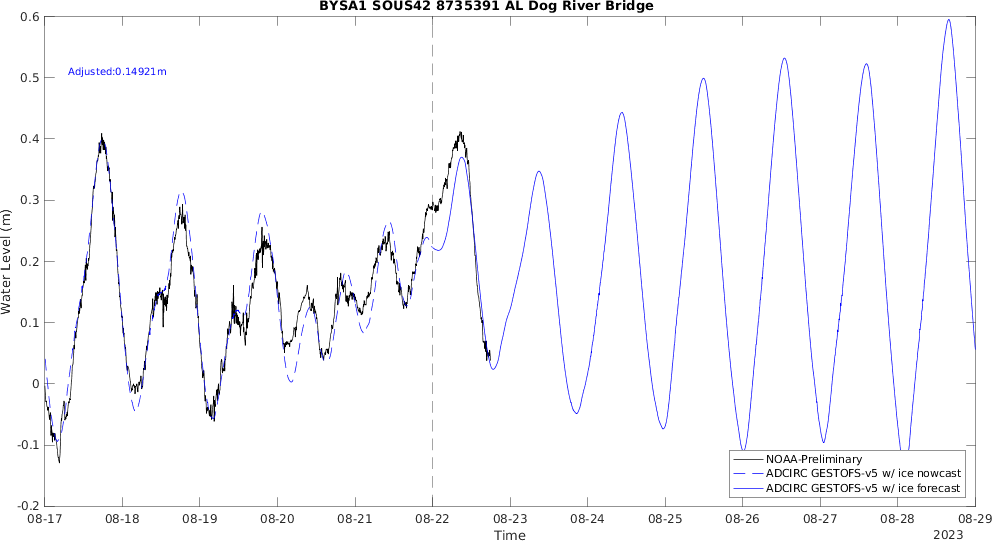 BYSA1 SOUS42 8735391 AL Dog River Bridge
Adjusted:0.14921m
Water Level (m)
0.6
0.5
0.4
0.3
0.2
0.1
0
-0.1
-0.2
NOAA-Preliminary
ADCIRC GESTOFS-v5 w/ ice nowcast
ADCIRC GESTOFS-v5 w/ ice forecast
08-17 08-18 08-19 08-20 08-21 08-22 08-23 08-24 08-25 08-26 08-27 08-28 08-29
Time
2023